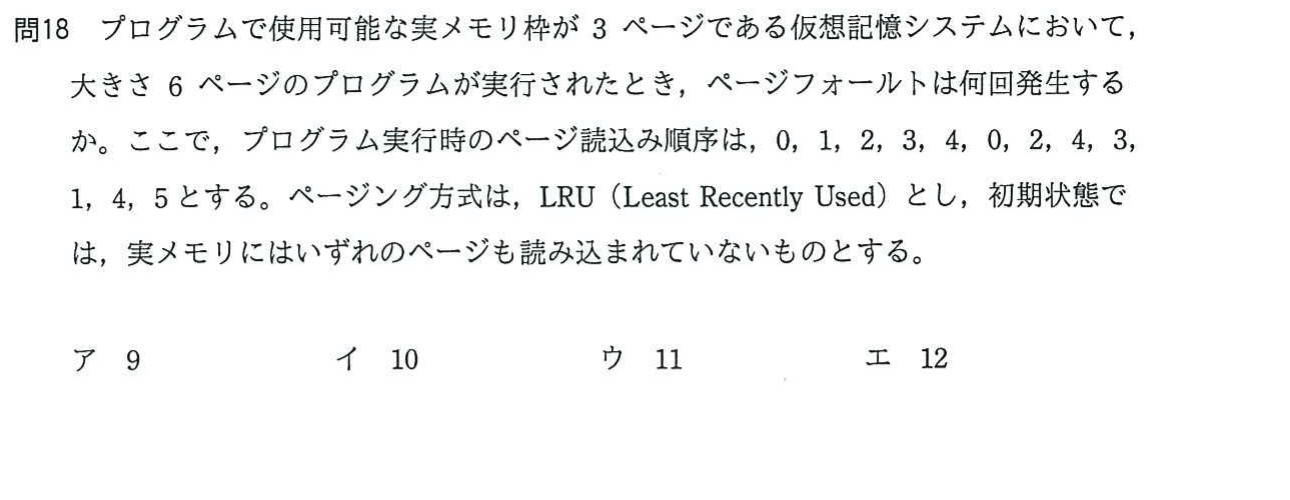 問18 プログラムで使用可能な実メモリ枠が 3 ページである仮想記憶システムにおいて，
大きさ 6 ページのプログラムが実行されたとき，ページフォールトは何回発生する
か。ここで，プログラム実行時のページ読込み順序は，0，1，2，3，4，0，2，4，3，
1，4，5とする。ページング方式は，LRU（Least Recently Used）とし，初期状態で
は，実メモリにはいずれのページも読み込まれていないものとする。
ア 9 イ 10 ウ 11 エ 12